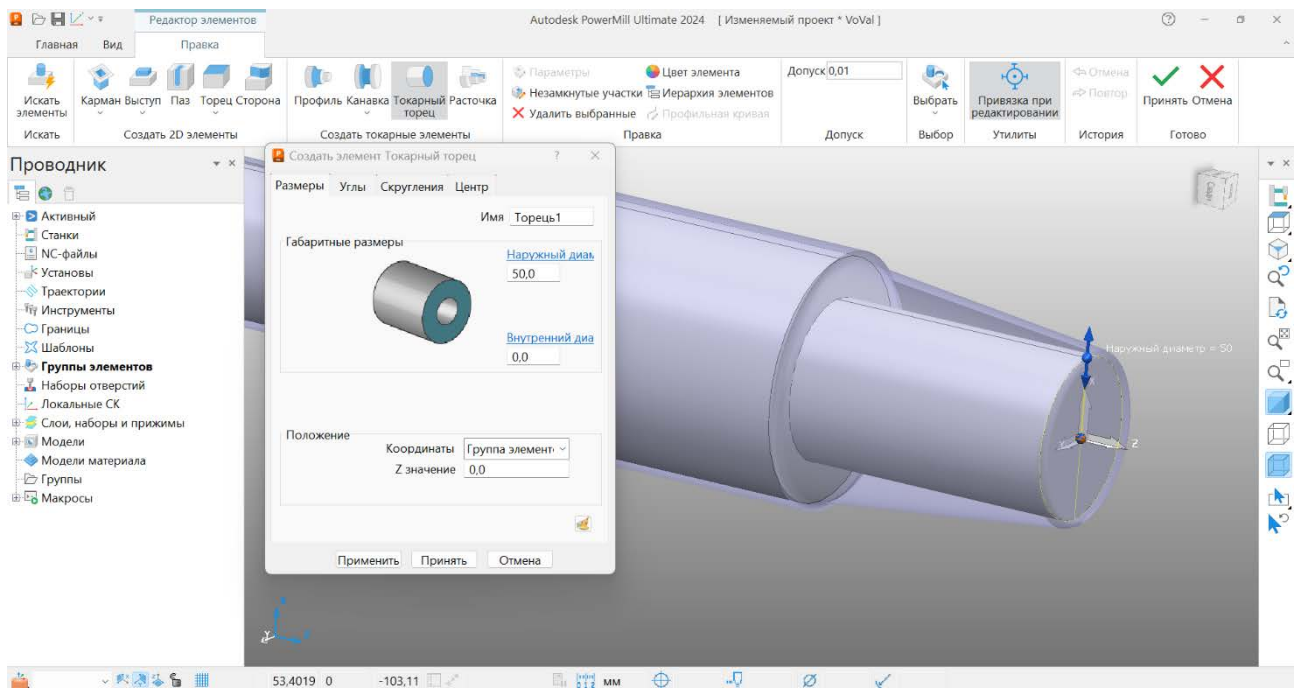 Редактор элементов
Autodesk PowerMill Ultimate 2024 [ Изменяемый проект * VoVal ]
Главная Вид Правка
Искать элементы
Карман Выступ Паз Торец Сторона
Профиль Канавка Токарный торец Расточка
Параметры
Незамкнутые участки
Удалить выбранные
Цвет элемента
Иерархия элементов
Профильная кривая
Допуск 0,01
Выбрать
Привязка при редактировании
Отмена
Повтор
Принять Отмена
Искать Создать 2D элементы Создать токарные элементы Правка Допуск Выбор Утилиты История Готово
Проводник
Активный
Станки
NC-файлы
Установы
Траектории
Инструменты
Границы
Шаблоны
Группы элементов
Наборы отверстий
Локальные СК
Слои, наборы и прижимы
Модели
Модели материала
Группы
Макросы
Создать элемент Токарный торец ?
Размеры Углы Скругления Центр
Имя Торець1
Габаритные размеры
Наружный диам
50,0
Внутренний диа
0,0
Положение
Координаты Группа элемент
Z значение 0,0
Применить Принять Отмена
Наружный диаметр = 50
X
Z
53,4019 0 -103,11 мм